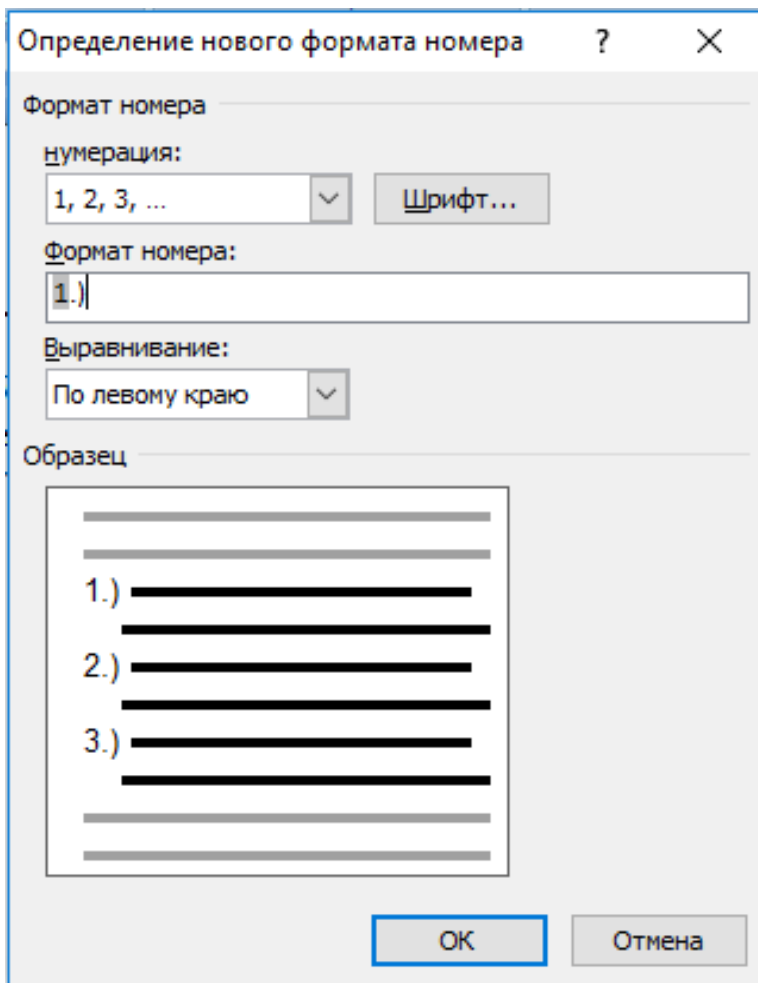 Определение нового формата номера ? ×
Формат номера
нумерация:
1, 2, 3, ... Шрифт...
Формат номера:
1.)
Выравнивание:
По левому краю
Образец
1.)
2.)
3.)
ОК Отмена